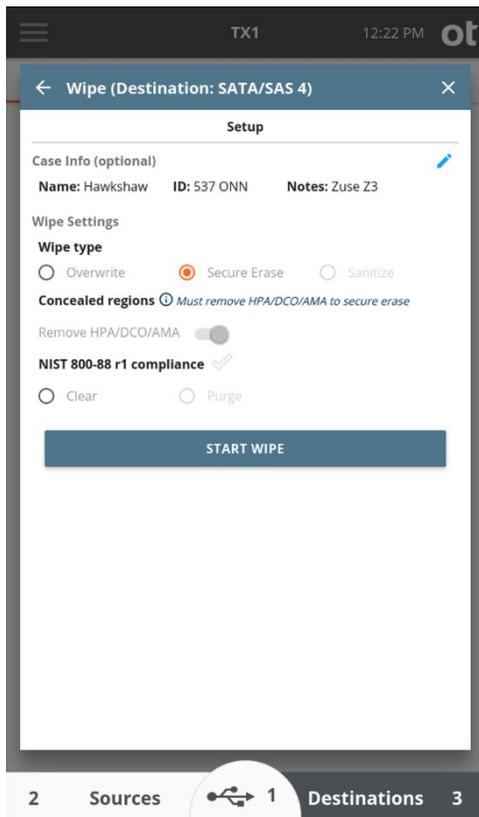 TX1 12:22 PM ot
Wipe (Destination: SATA/SAS 4)
Setup
Case Info (optional)
Name: Hawkshaw ID: 537 ONN Notes: Zuse Z3
Wipe Settings
Wipe type
Overwrite Secure Erase Sanitize
Concealed regions Must remove HPA/DCO/AMA to secure erase
Remove HPA/DCO/AMA
NIST 800-88 r1 compliance
Clear Purge
START WIPE
2 Sources 1 Destinations 3